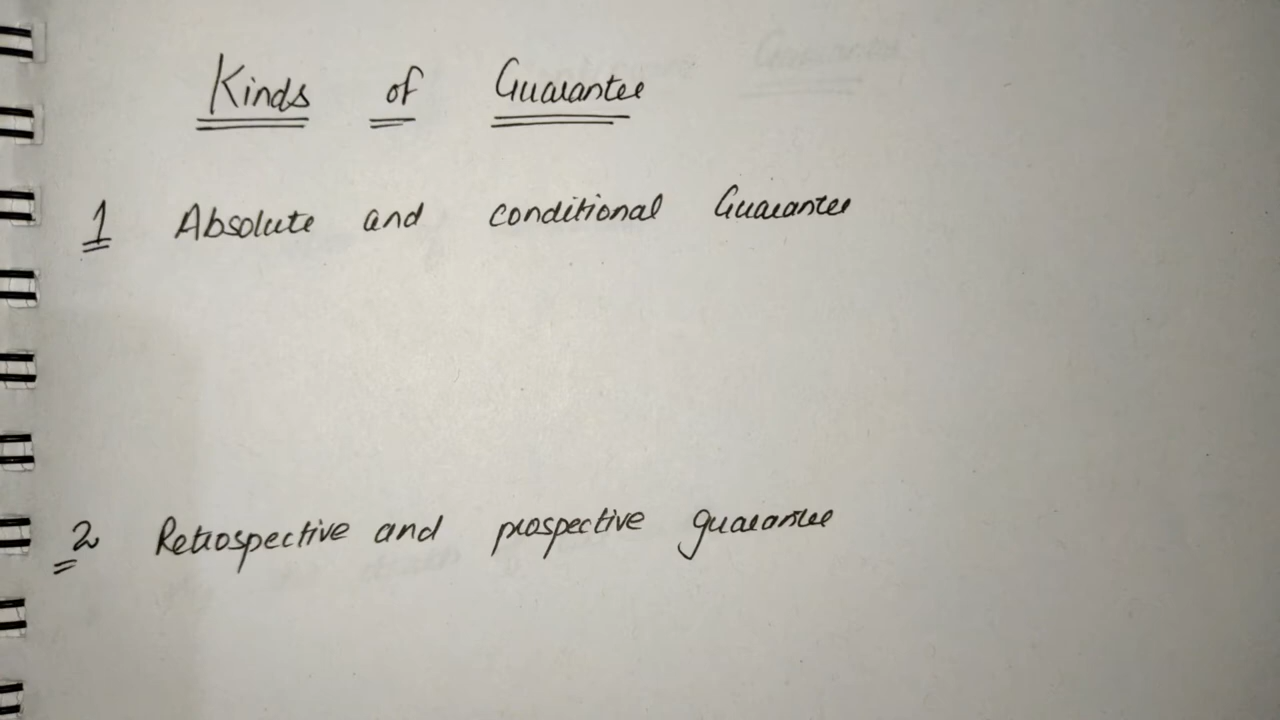 Kinds of Guarantee
1 Absolute and conditional Guarantee
2 Retrospective and prospective guarantee